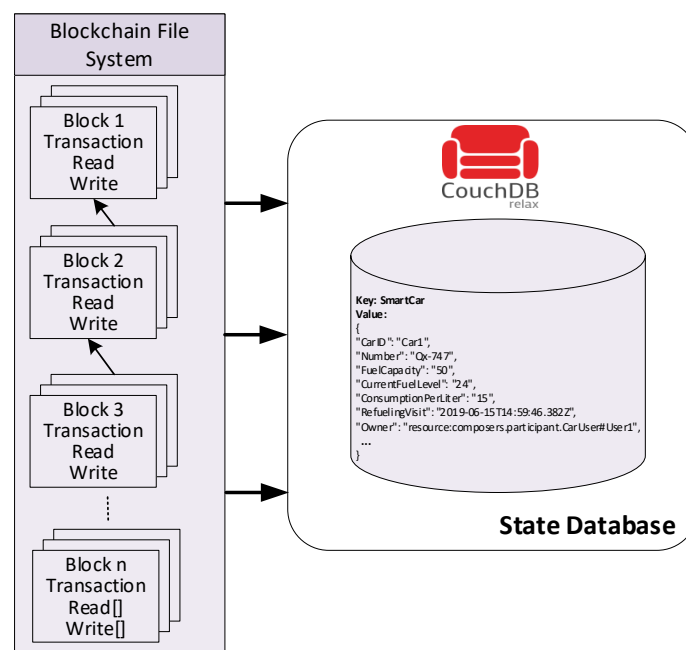 Blockchain File
System
Block 1
Transaction
Read
Write
Block 2
Transaction
Read
Write
Block 3
Transaction
Read
Write
Block n
Transaction
Read[]
Write[]
CouchDB
relax
Key: SmartCar
Value:
{
"CarID": "Car1",
"Number": "Qx-747",
"FuelCapacity": "50",
"CurrentFuelLevel": "24",
"ConsumptionPerLiter": "15",
"RefuelingVisit": "2019-06-15T14:59:46.382Z",
"Owner": "resource:composers.participant.CarUser#User1",
...
}
State Database